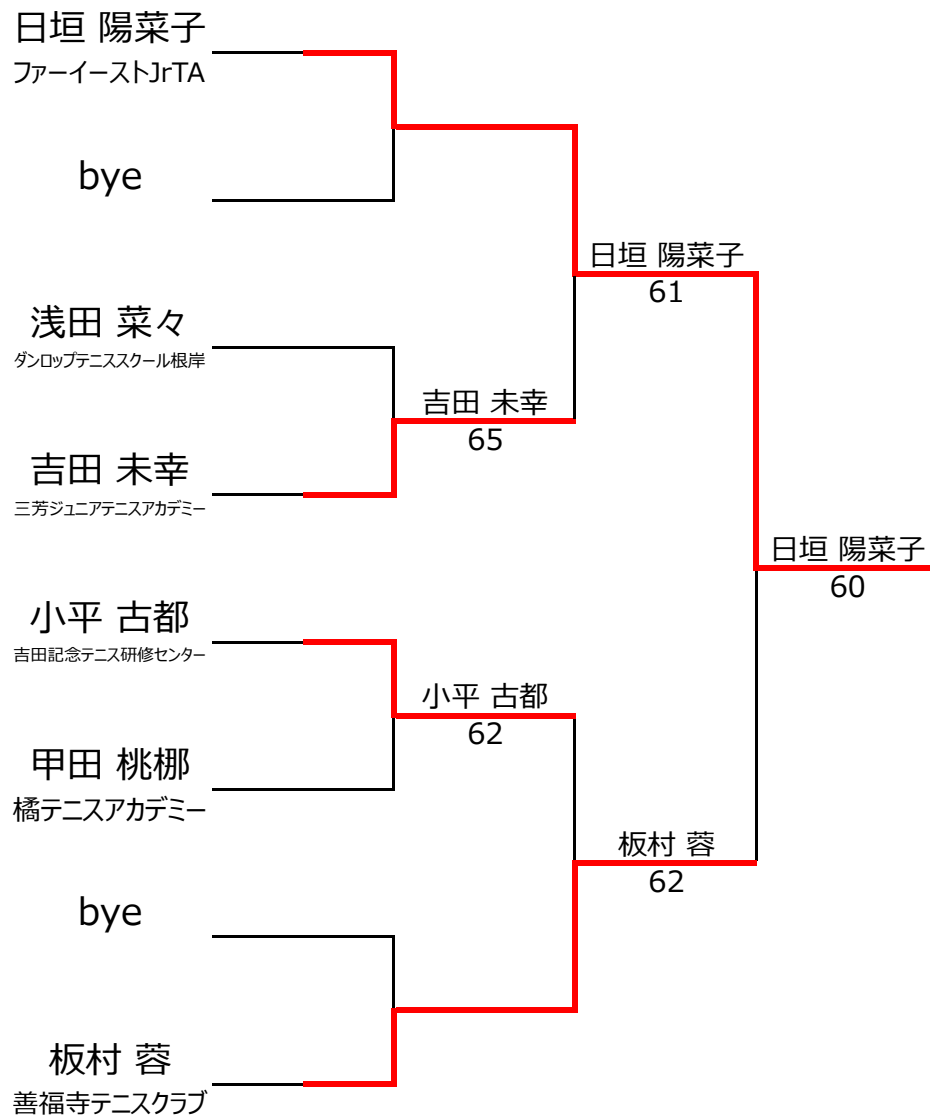 日垣 陽菜子
ファーイーストJrTA
bye
浅田 菜々
ダンロップテニススクール根岸
吉田 未幸
三芳ジュニアテニスアカデミー
小平 古都
吉田記念テニス研修センター
甲田 桃梛
橘テニスアカデミー
bye
板村 蓉
善福寺テニスクラブ
吉田 未幸
65
小平 古都
62
日垣 陽菜子
61
板村 蓉
62
日垣 陽菜子
60